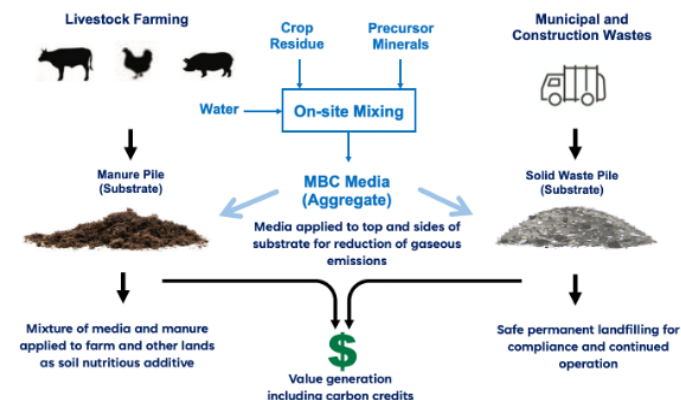 Livestock Farming
Crop
Residue
Precursor
Minerals
Municipal and
Construction Wastes
Water
On-site Mixing
Manure Pile
(Substrate)
MBC Media
(Aggregate)
Solid Waste Pile
(Substrate)
Media applied to top and sides of
substrate for reduction of gaseous
emissions
Mixture of media and manure
applied to farm and other lands
as soil nutritious additive
$
Value generation
including carbon credits
Safe permanent landfilling for
compliance and continued
operation